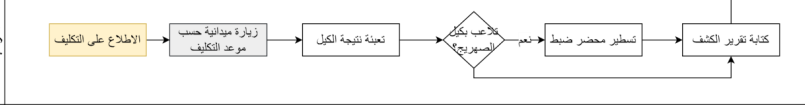 الاطلاع على التكليف
زيارة ميدانية حسب
موعد التكليف
تعبئة نتيجة الكيل
تلاعب بكيل
الصهريج؟
نعم
تسطير محضر ضبط
كتابة تقرير الكشف